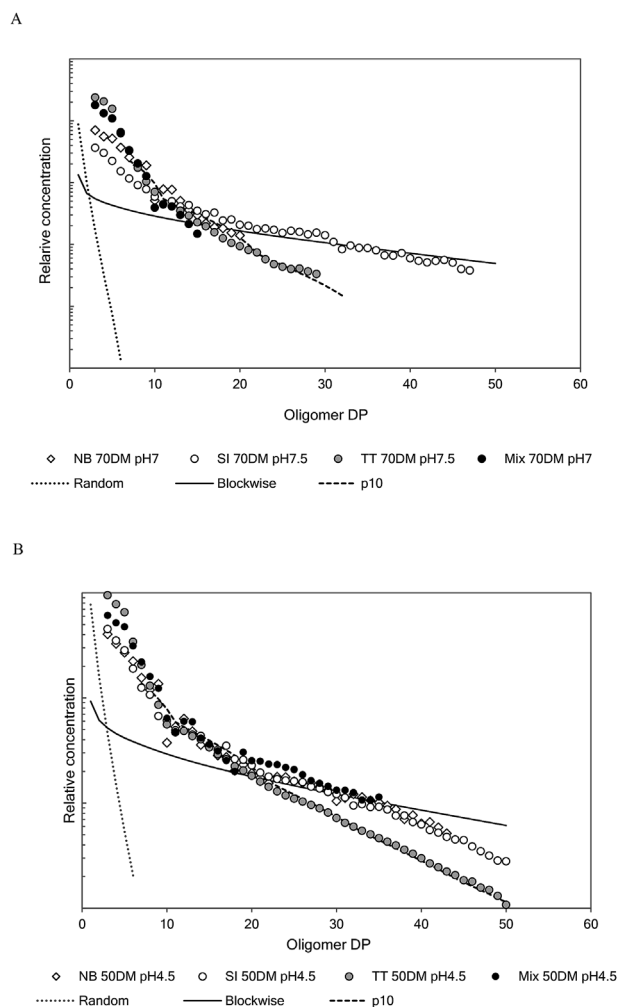 A
Relarive concentration
0 10 20 30 40 50 60
Oligomer DP
NB 70DM pH7 SI 70DM pH7.5 TT 70DM pH7.5 Mix 70DM pH7
Random Blockwise p10
B
Relative concentration
0 10 20 30 40 50 60
Oligomer DP
NB 50DM pH4.5 SI 50DM pH4.5 TT 50DM pH4.5 Mix 50DM pH4.5
Random Blockwise p10